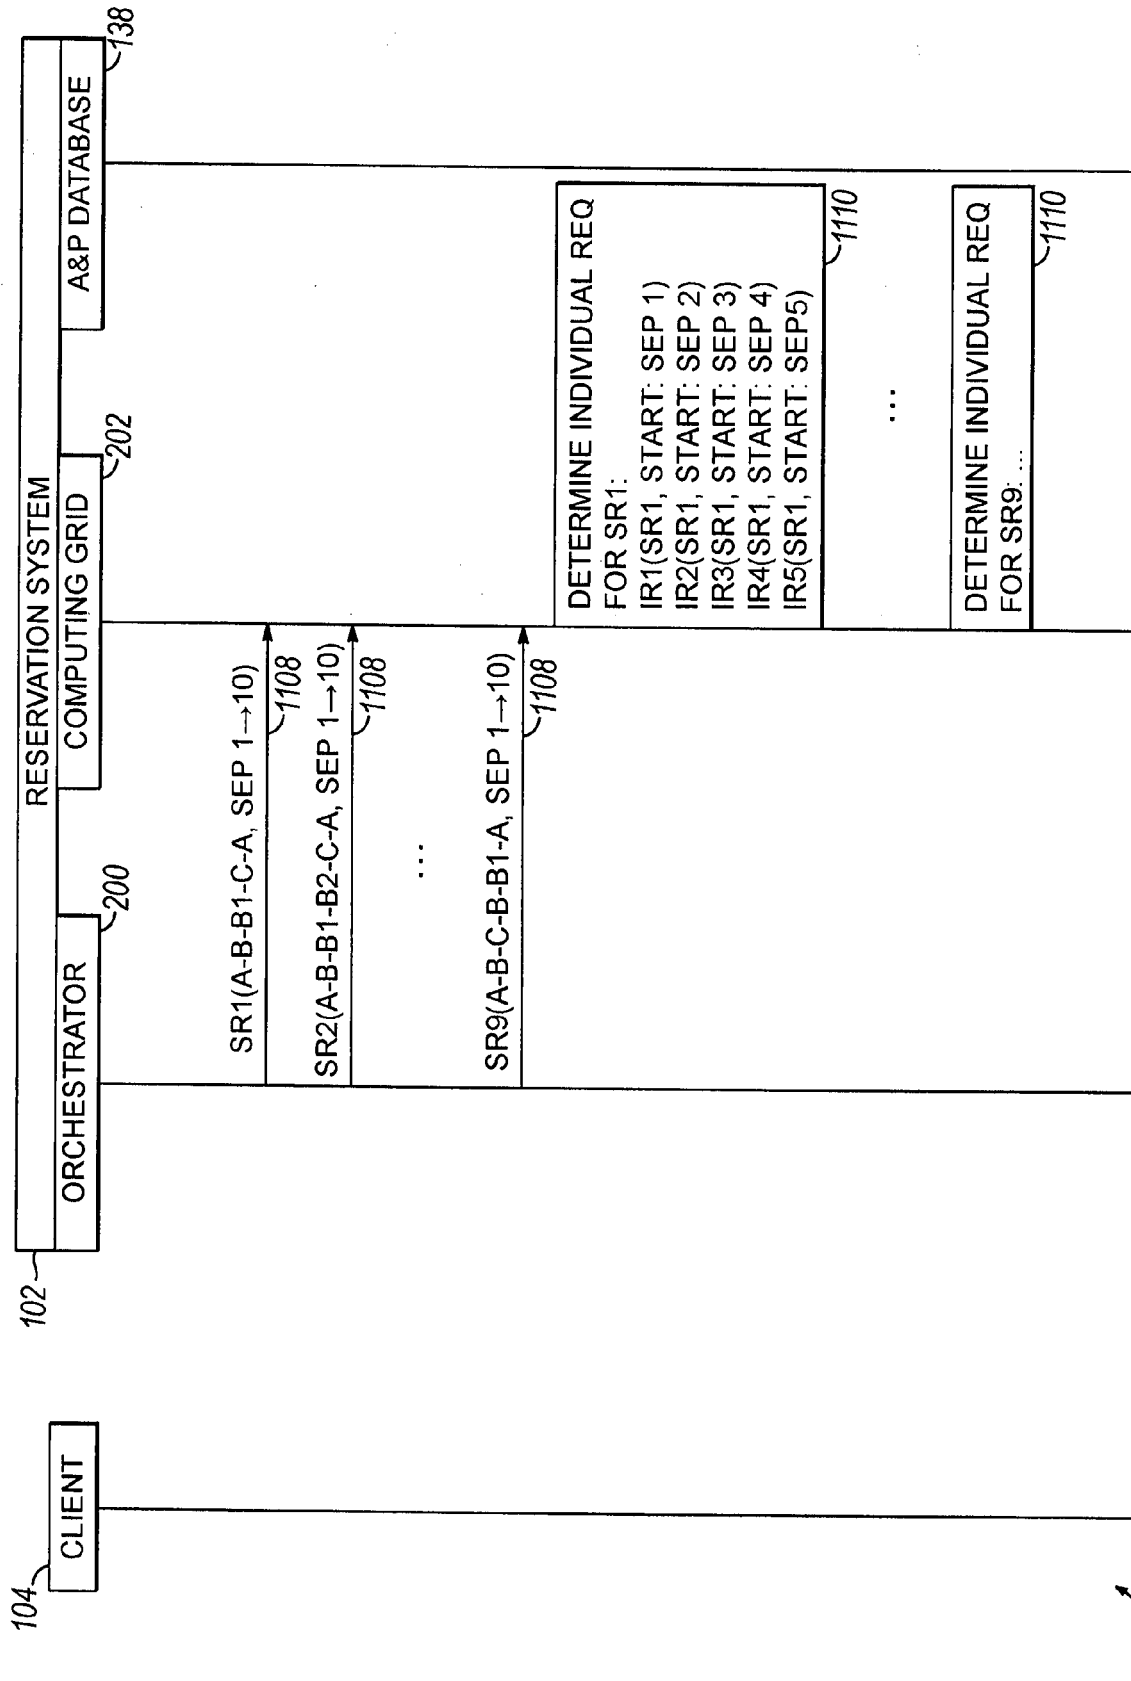 104
CLIENT
102
RESERVATION SYSTEM
ORCHESTRATOR
200
COMPUTING GRID
202
A&P DATABASE
138
SR1(A-B-B1-C-A, SEP 1→10)
1108
SR2(A-B-B1-B2-C-A, SEP 1→10)
1108
...
SR9(A-B-C-B-B1-A, SEP 1→10)
1108
DETERMINE INDIVIDUAL REQ
FOR SR1:
IR1(SR1, START: SEP 1)
IR2(SR1, START: SEP 2)
IR3(SR1, START: SEP 3)
IR4(SR1, START: SEP 4)
IR5(SR1, START: SEP5)
1110
...
DETERMINE INDIVIDUAL REQ
FOR SR9: ...
1110